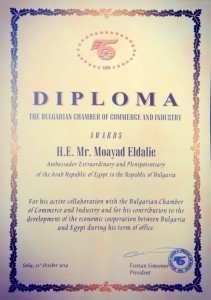 DIPLOMA
THE BULGARIAN CHAMBER OF COMMERCE AND INDUSTRY
AWARDS
H.E. Mr. Moayad Eldalie
Ambassador Extraordinary and Plenipotentiary
of the Arab Republic of Egypt to the Republic of Bulgaria
For his active collaboration with the Bulgarian Chamber
of Commerce and Industry and for his contribution to the
development of the economic cooperation between Bulgaria
and Egypt during his term of office.
Sofia, October
Tsvetan Simeonov
President